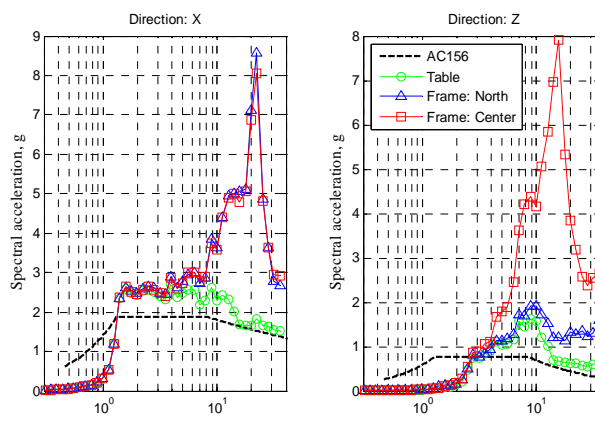 Direction: X
Direction: Z
9
8
7
6
5
4
3
2
1
0
Spectral acceleration, g
10^0
10^1
8
7
6
5
4
3
2
1
0
Spectral acceleration, g
10^0
10^1
AC156
Table
Frame: North
Frame: Center